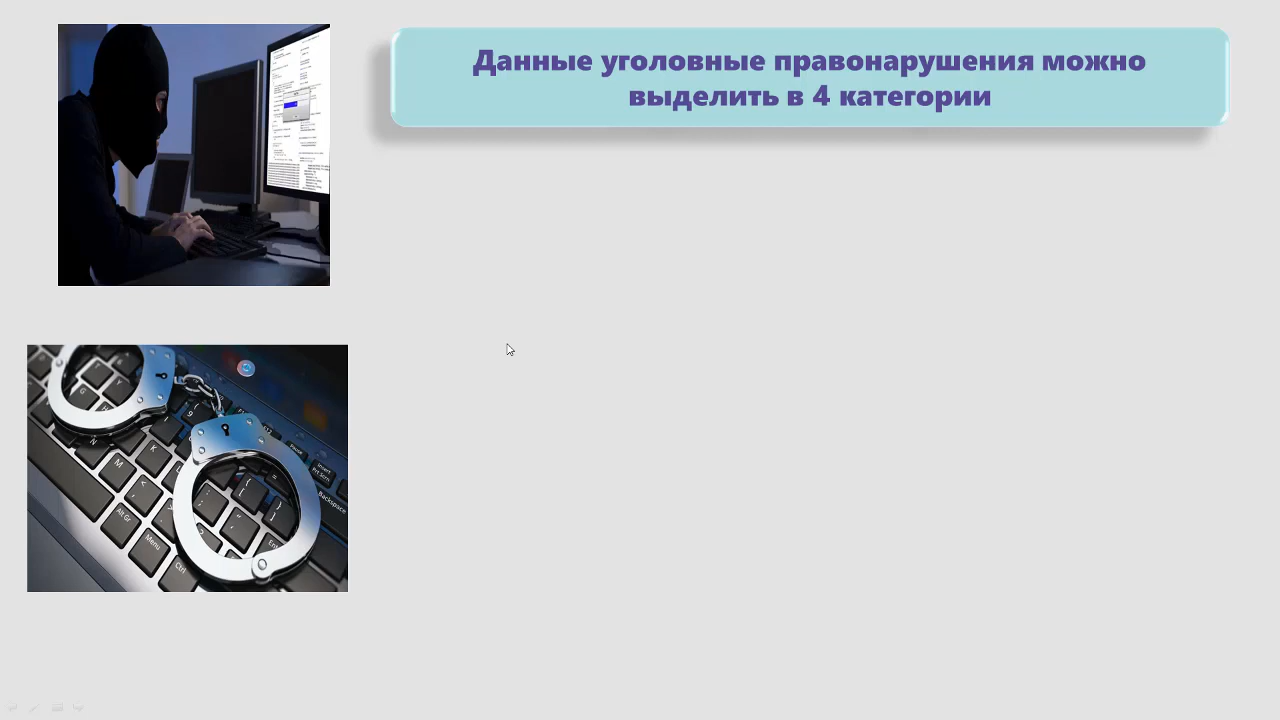 Данные уголовные правонарушения можно
выделить в 4 категории